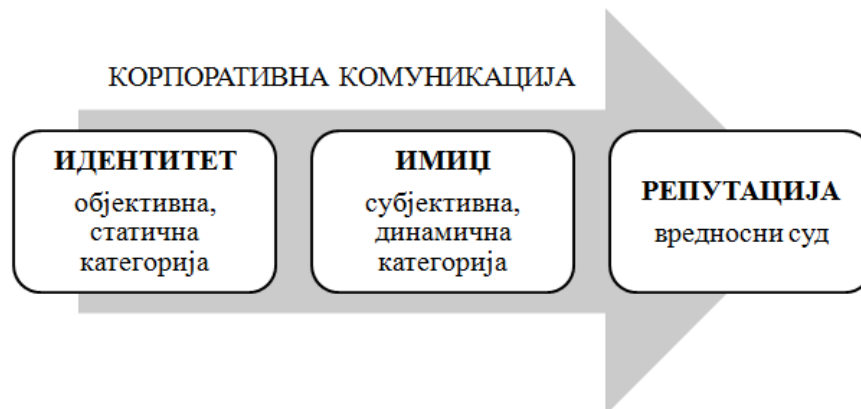 КОРПОРАТИВНА КОМУНИКАЦИЈА
ИДЕНТИТЕТ
објективна,
статична
категорија
ИМИЏ
субјективна,
динамична
категорија
РЕПУТАЦИЈА
вредносни суд